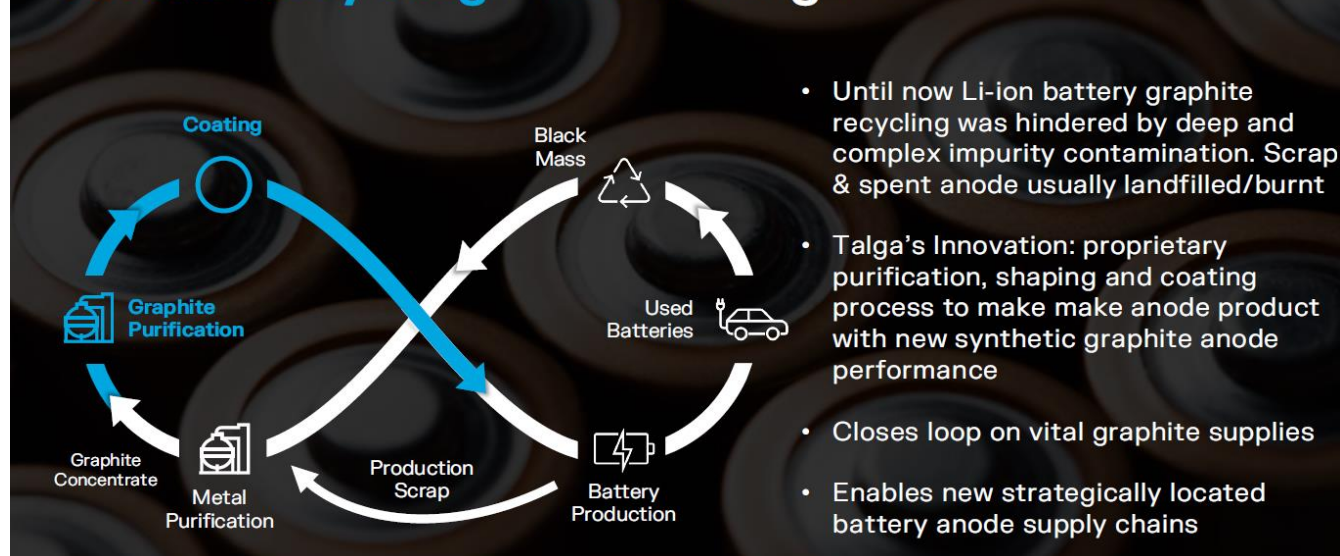 Coating
Black
Mass
Graphite
Purification
Used
Batteries
Graphite
Concentrate
Metal
Purification
Production
Scrap
Battery
Production
• Until now Li-ion battery graphite
recycling was hindered by deep and
complex impurity contamination. Scrap
& spent anode usually landfilled/burnt
• Talga's Innovation: proprietary
purification, shaping and coating
process to make make anode product
with new synthetic graphite anode
performance
• Closes loop on vital graphite supplies
• Enables new strategically located
battery anode supply chains